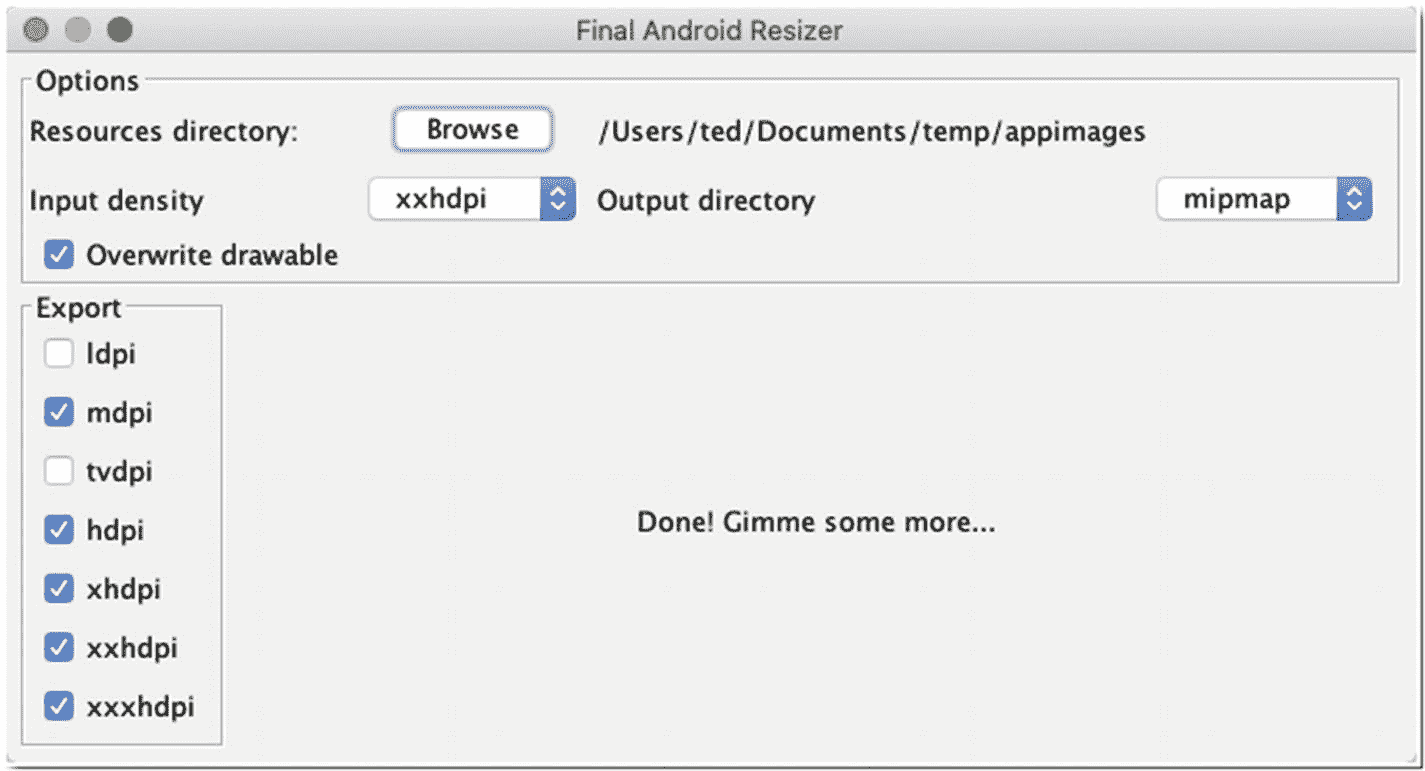 Final Android Resizer
Options
Resources directory: Browse /Users/ted/Documents/temp/appimages
Input density xxhdpi Output directory mipmap
Overwrite drawable
Export
ldpi
mdpi
tvdpi
hdpi
Done! Gimme some more...
xhdpi
xxhdpi
xxxhdpi